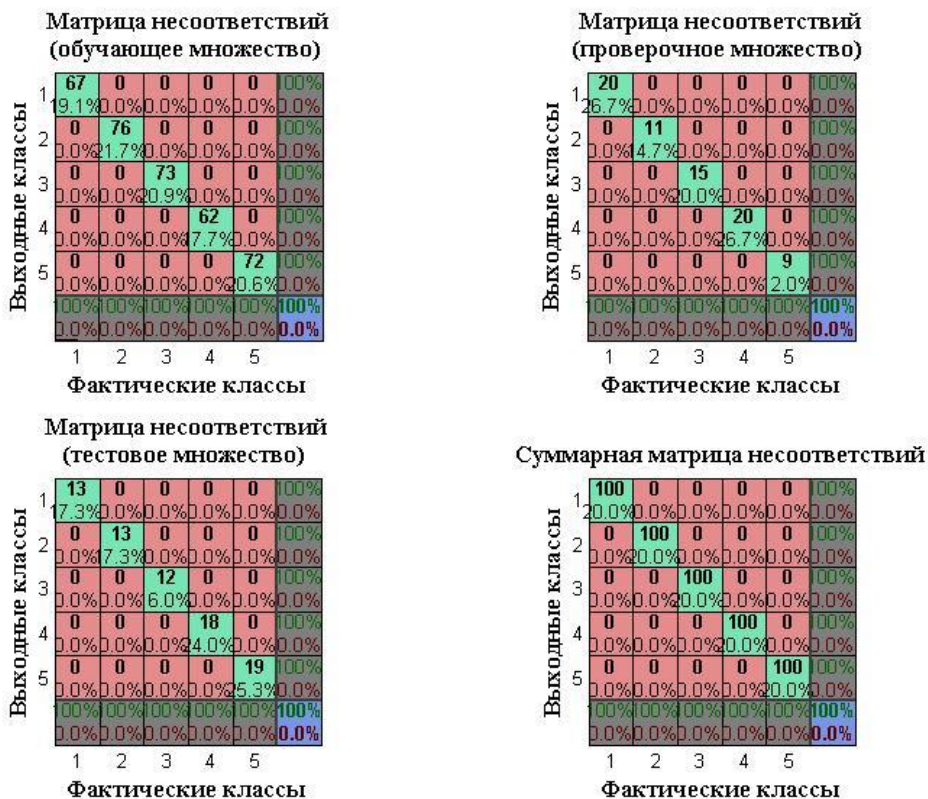 Матрица несоответствий
(обучающее множество)
Выходные классы
1 67 0 0 0 0 100%
19.1% 0.0% 0.0% 0.0% 0.0% 0.0%
2 0 76 0 0 0 100%
0.0% 21.7% 0.0% 0.0% 0.0% 0.0%
3 0 0 73 0 0 100%
0.0% 0.0% 20.9% 0.0% 0.0% 0.0%
4 0 0 0 62 0 100%
0.0% 0.0% 0.0% 17.7% 0.0% 0.0%
5 0 0 0 0 72 100%
0.0% 0.0% 0.0% 0.0% 20.6% 0.0%
100% 100% 100% 100% 100% 100%
0.0% 0.0% 0.0% 0.0% 0.0% 0.0%
1 2 3 4 5
Фактические классы
Матрица несоответствий
(проверочное множество)
Выходные классы
1 20 0 0 0 0 100%
26.7% 0.0% 0.0% 0.0% 0.0% 0.0%
2 0 11 0 0 0 100%
0.0% 14.7% 0.0% 0.0% 0.0% 0.0%
3 0 0 15 0 0 100%
0.0% 0.0% 20.0% 0.0% 0.0% 0.0%
4 0 0 0 20 0 100%
0.0% 0.0% 0.0% 26.7% 0.0% 0.0%
5 0 0 0 0 9 100%
0.0% 0.0% 0.0% 0.0% 12.0% 0.0%
100% 100% 100% 100% 100% 100%
0.0% 0.0% 0.0% 0.0% 0.0% 0.0%
1 2 3 4 5
Фактические классы
Матрица несоответствий
(тестовое множество)
Выходные классы
1 13 0 0 0 0 100%
17.3% 0.0% 0.0% 0.0% 0.0% 0.0%
2 0 13 0 0 0 100%
0.0% 17.3% 0.0% 0.0% 0.0% 0.0%
3 0 0 12 0 0 100%
0.0% 0.0% 16.0% 0.0% 0.0% 0.0%
4 0 0 0 18 0 100%
0.0% 0.0% 0.0% 24.0% 0.0% 0.0%
5 0 0 0 0 19 100%
0.0% 0.0% 0.0% 0.0% 25.3% 0.0%
100% 100% 100% 100% 100% 100%
0.0% 0.0% 0.0% 0.0% 0.0% 0.0%
1 2 3 4 5
Фактические классы
Суммарная матрица несоответствий
Выходные классы
1 100 0 0 0 0 100%
20.0% 0.0% 0.0% 0.0% 0.0% 0.0%
2 0 100 0 0 0 100%
0.0% 20.0% 0.0% 0.0% 0.0% 0.0%
3 0 0 100 0 0 100%
0.0% 0.0% 20.0% 0.0% 0.0% 0.0%
4 0 0 0 100 0 100%
0.0% 0.0% 0.0% 20.0% 0.0% 0.0%
5 0 0 0 0 100 100%
0.0% 0.0% 0.0% 0.0% 20.0% 0.0%
100% 100% 100% 100% 100% 100%
0.0% 0.0% 0.0% 0.0% 0.0% 0.0%
1 2 3 4 5
Фактические классы